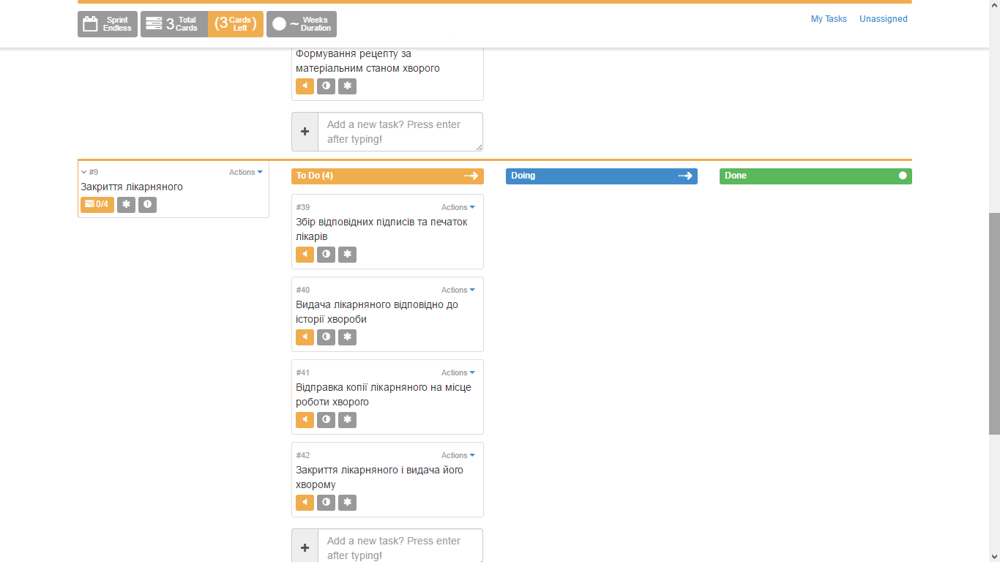 Sprint
Endless
3 Total
Cards
(3 Cards
Left )
~ Weeks
Duration
My Tasks Unassigned
Формування рецепту за
матеріальним станом хворого
Add a new task? Press enter
after typing!
#9 Actions
Закриття лікарняного
0/4
To Do (4)
Doing
Done
#39 Actions
Збір відповідних підписів та печаток
лікарів
#40 Actions
Видача лікарняного відповідно до
історії хвороби
#41 Actions
Відправка копії лікарняного на місце
роботи хворого
#42 Actions
Закриття лікарняного і видача його
хворому
Add a new task? Press enter
after typing!